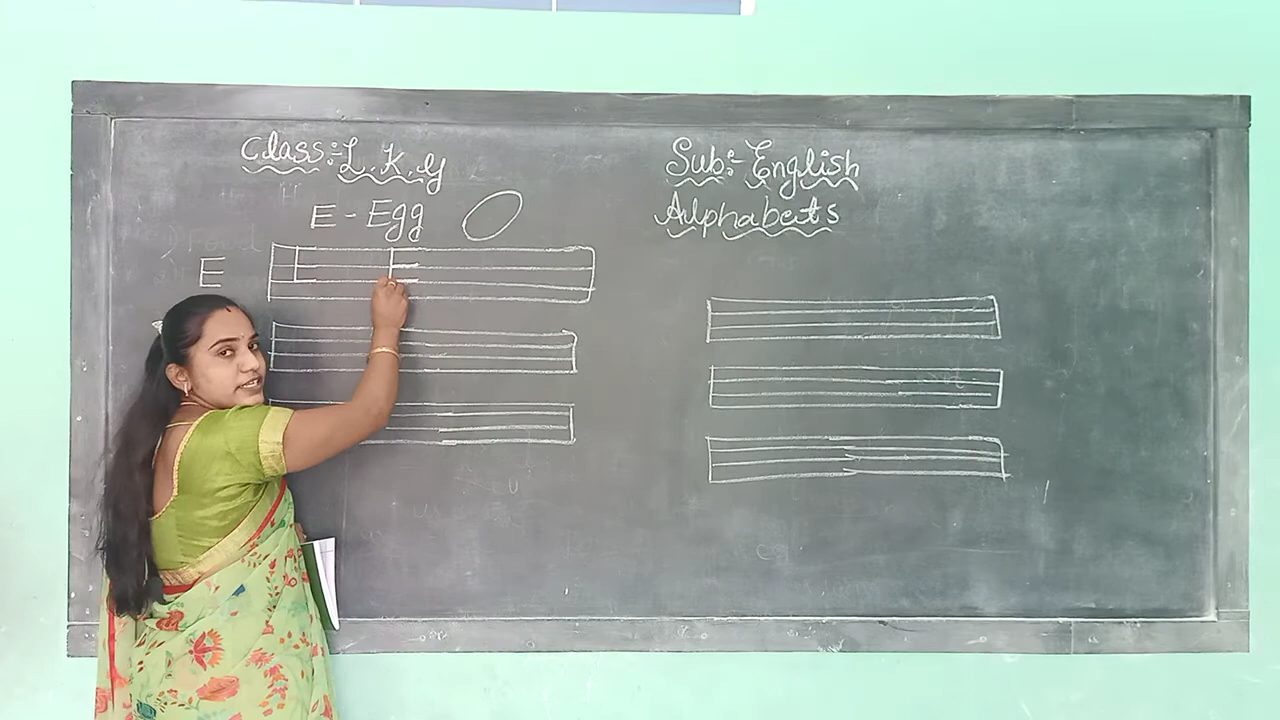 Class:- L.K.G
E - Egg
E
E E
Sub:- English
Alphabets